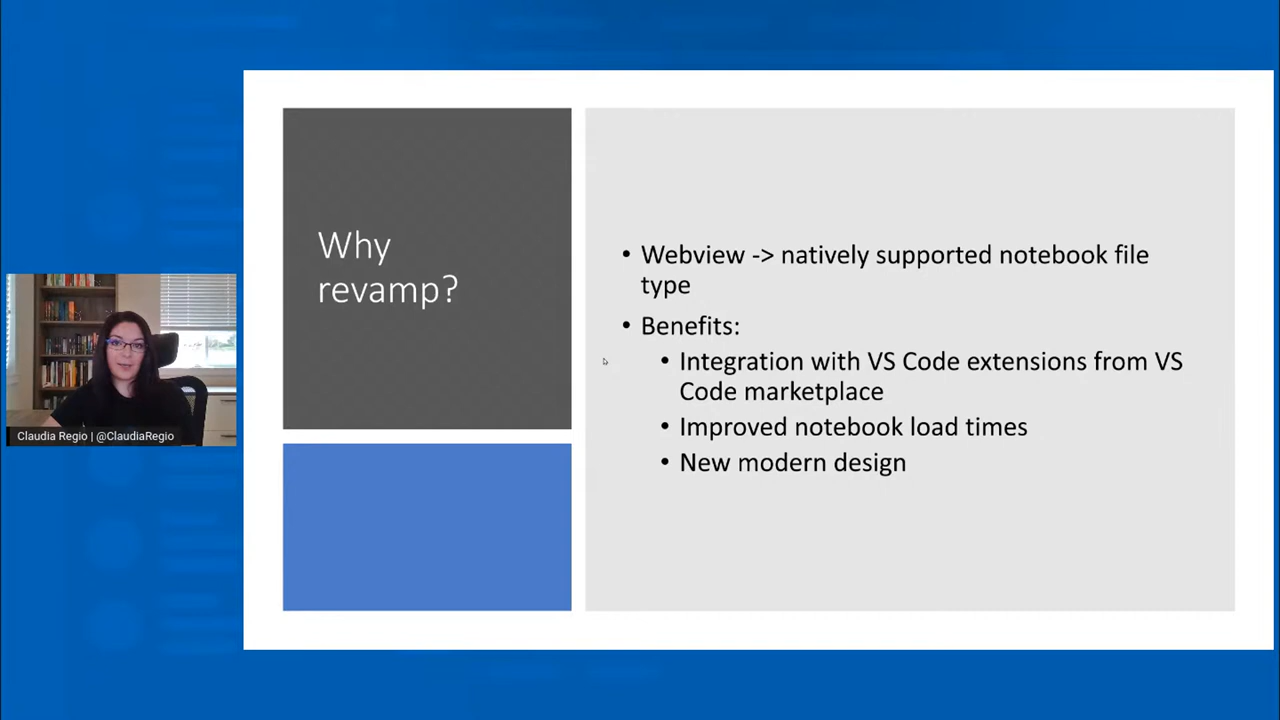 Why
revamp?
• Webview -> natively supported notebook file
type
• Benefits:
• Integration with VS Code extensions from VS
Code marketplace
• Improved notebook load times
• New modern design
Claudia Regio | @ClaudiaRegio